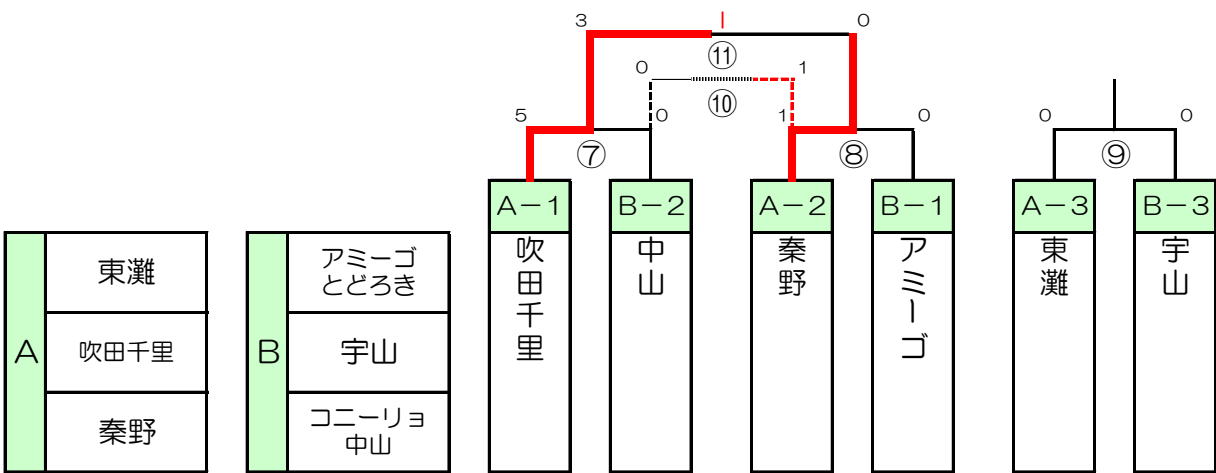 3
0
⑪
0
1
⑩
5
0
1
0
0
0
⑦
⑧
⑨
A-1
B-2
A-2
B-1
A-3
B-3
吹田千里
中山
秦野
アミーゴ
東灘
宇山
A
東灘
吹田千里
秦野
B
アミーゴ
とどろき
宇山
コニーリョ
中山